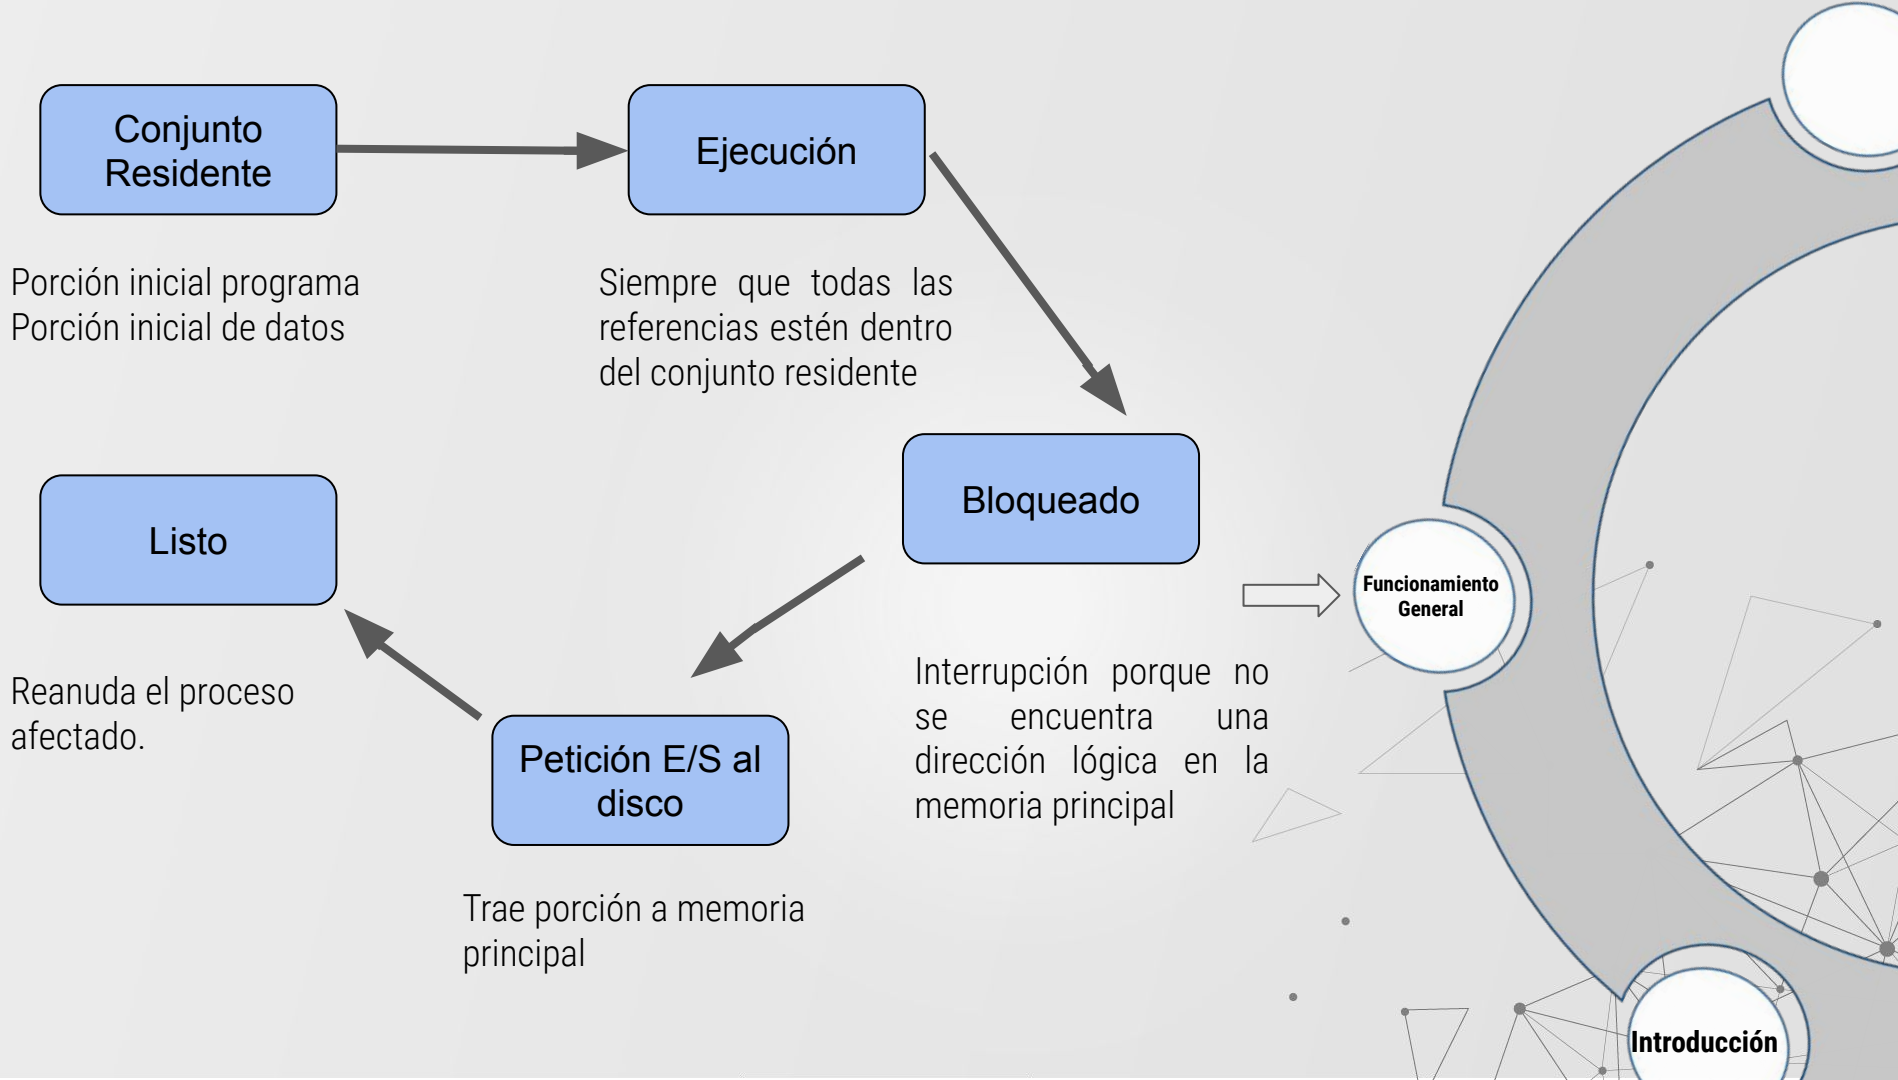 Conjunto
Residente
Ejecución
Porción inicial programa
Porción inicial de datos
Siempre que todas las
referencias estén dentro
del conjunto residente
Bloqueado
Listo
Funcionamiento
General
Interrupción porque no
se encuentra una
dirección lógica en la
memoria principal
Reanuda el proceso
afectado.
Petición E/S al
disco
Trae porción a memoria
principal
Introducción